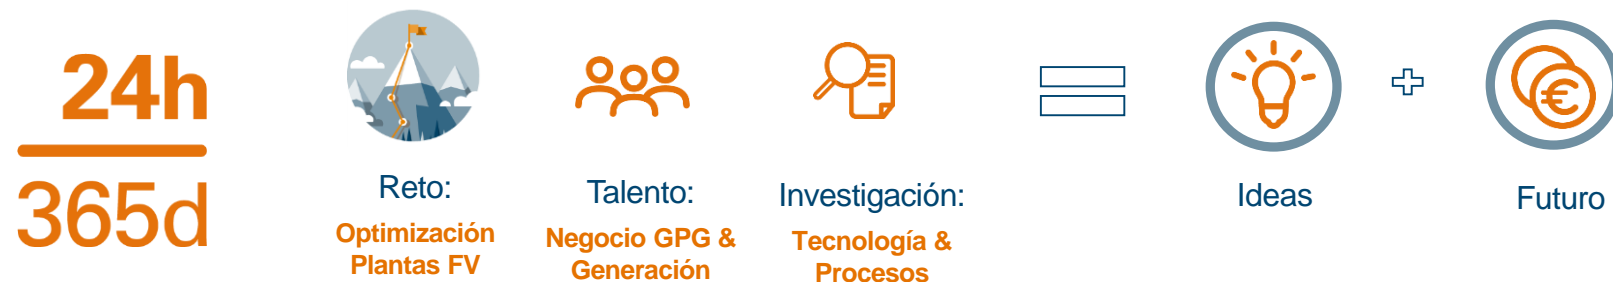 24h
365d
Reto:
Optimización
Plantas FV
Talento:
Negocio GPG &
Generación
Investigación:
Tecnología &
Procesos
Ideas
Futuro